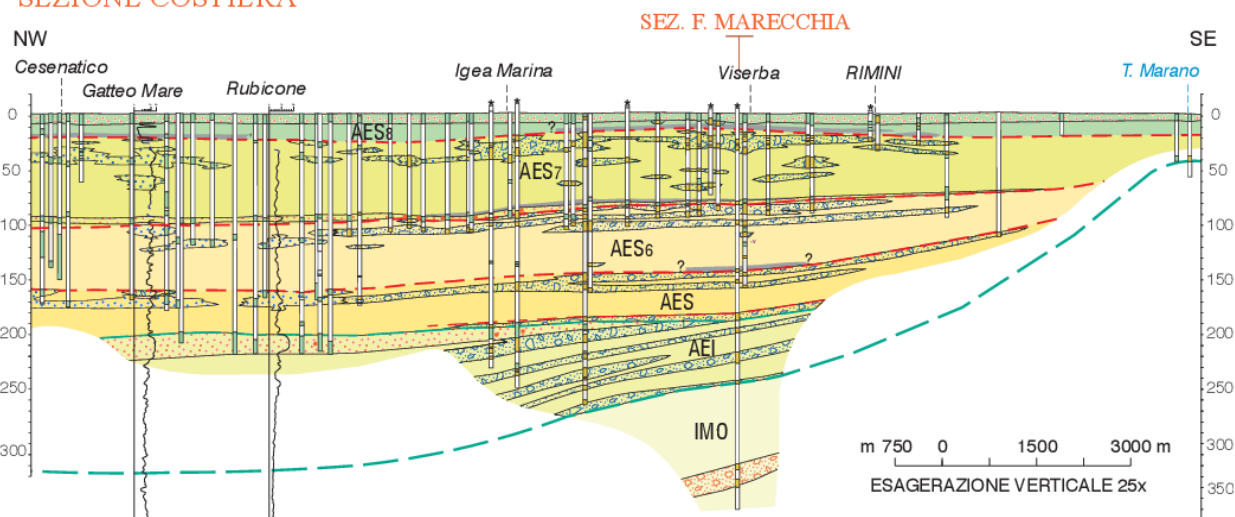 SEZIONE COSTIERA
SEZ. F. MARECCHIA
NW
SE
Cesenatico
Gatteo Mare
Rubicone
Igea Marina
Viserba
RIMINI
T. Marano
0
0
AES8
?
50
AES7
50
100
100
AES6
?
?
150
150
AES
200
200
AEI
250
250
IMO
300
300
m 750 0 1500 3000 m
350
ESAGERAZIONE VERTICALE 25x